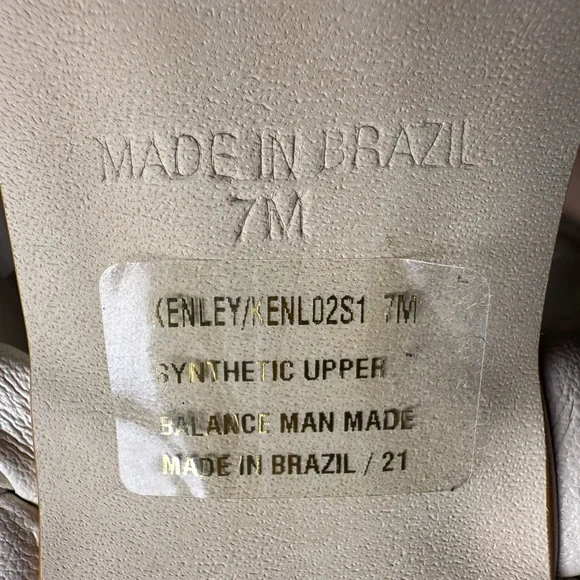 MADE IN BRAZIL
7M
KENLEY/KENL02S1 7M
SYNTHETIC UPPER
BALANCE MAN MADE
MADE IN BRAZIL / 21